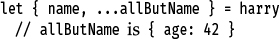 let { name, ...allButName } = harry
// allButName is { age: 42 }